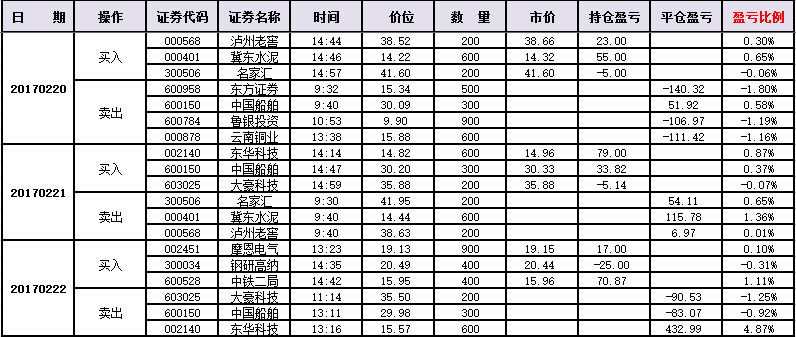 日 期 操作 证券代码 证券名称 时间 价位 数 量 市价 持仓盈亏 平仓盈亏 盈亏比例
20170220 买入 000568 泸州老窖 14:44 38.52 200 38.66 23.00 0.30%
000401 冀东水泥 14:46 14.22 600 14.32 55.00 0.65%
300506 名家汇 14:57 41.60 200 41.60 -5.00 -0.06%
卖出 600958 东方证券 9:32 15.34 500 -140.32 -1.80%
600150 中国船舶 9:40 30.09 300 51.92 0.58%
600784 鲁银投资 10:53 9.90 900 -106.97 -1.19%
000878 云南铜业 13:38 15.88 600 -111.42 -1.16%
20170221 买入 002140 东华科技 14:14 14.82 600 14.96 79.00 0.87%
600150 中国船舶 14:47 30.20 300 30.33 33.82 0.37%
603025 大豪科技 14:59 35.88 200 35.88 -5.14 -0.07%
卖出 300506 名家汇 9:30 41.95 200 54.11 0.65%
000401 冀东水泥 9:40 14.44 600 115.78 1.36%
000568 泸州老窖 9:40 38.63 200 6.97 0.01%
20170222 买入 002451 摩恩电气 13:23 19.13 900 19.15 17.00 0.10%
300034 钢研高纳 14:35 20.49 400 20.44 -25.00 -0.31%
600528 中铁二局 14:42 15.95 400 15.96 70.87 1.11%
卖出 603025 大豪科技 11:14 35.50 200 -90.53 -1.25%
600150 中国船舶 13:11 29.98 300 -83.07 -0.92%
002140 东华科技 13:16 15.57 600 432.99 4.87%